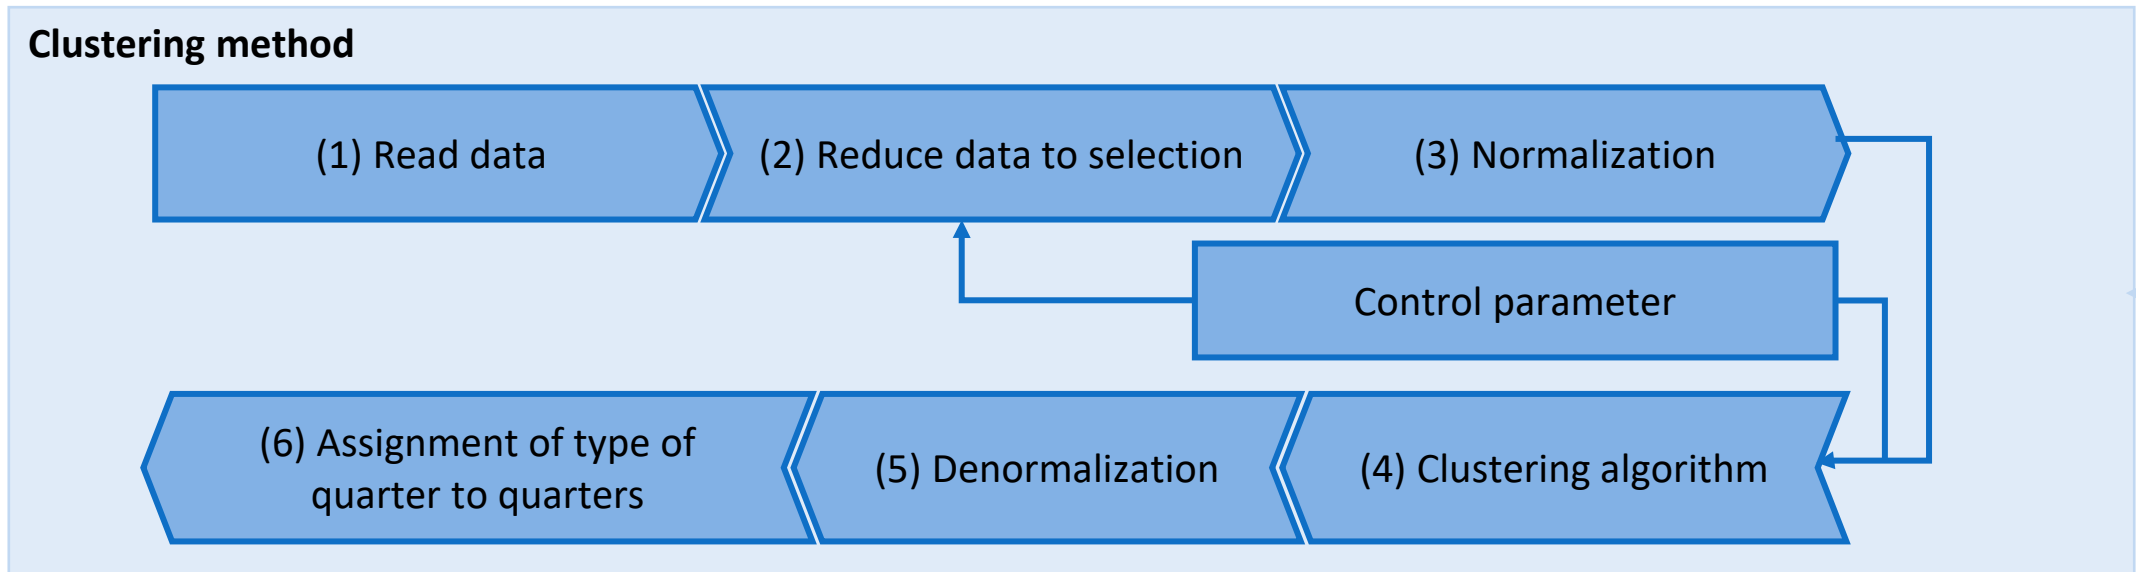 Clustering method
(1) Read data
(2) Reduce data to selection
(3) Normalization
Control parameter
(6) Assignment of type of
quarter to quarters
(5) Denormalization
(4) Clustering algorithm